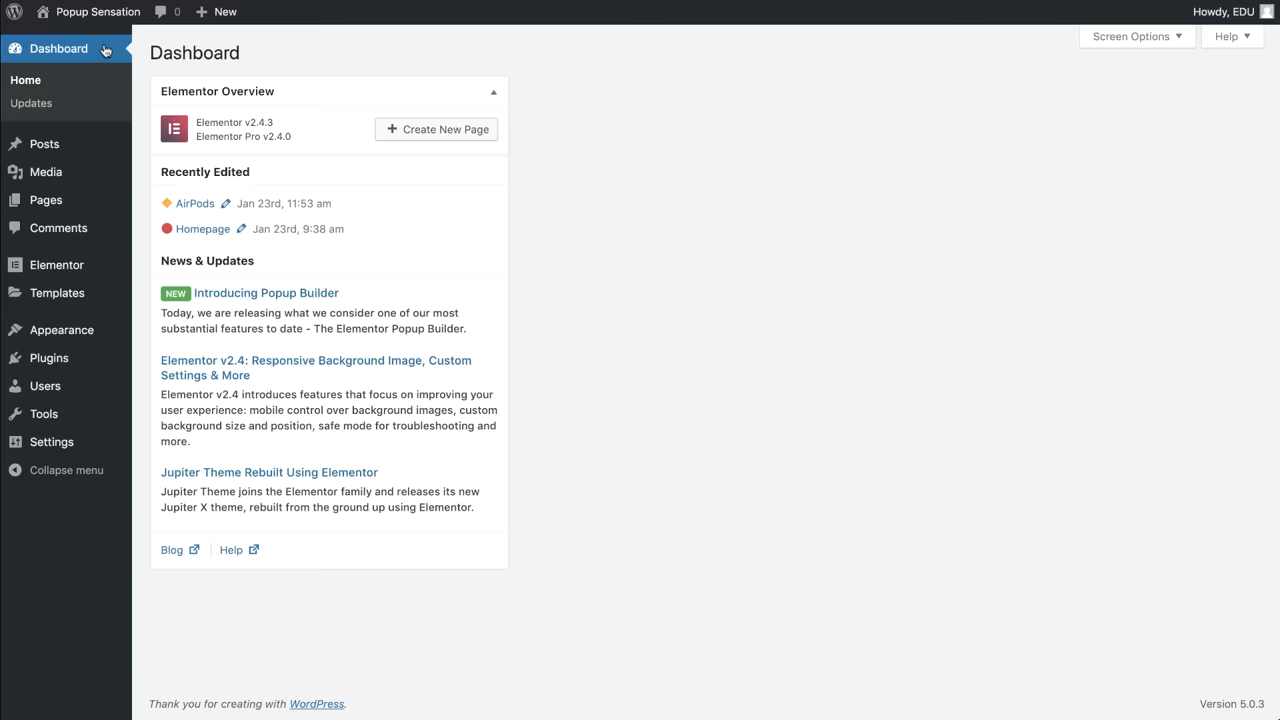 Popup Sensation 0 New Howdy, EDU
Dashboard
Home
Updates
Posts
Media
Pages
Comments
Elementor
Templates
Appearance
Plugins
Users
Tools
Settings
Collapse menu
Screen Options Help
Dashboard
Elementor Overview
Elementor v2.4.3
Elementor Pro v2.4.0
Create New Page
Recently Edited
AirPods Jan 23rd, 11:53 am
Homepage Jan 23rd, 9:38 am
News & Updates
NEW Introducing Popup Builder
Today, we are releasing what we consider one of our most
substantial features to date - The Elementor Popup Builder.
Elementor v2.4: Responsive Background Image, Custom
Settings & More
Elementor v2.4 introduces features that focus on improving your
user experience: mobile control over background images, custom
background size and position, safe mode for troubleshooting and
more.
Jupiter Theme Rebuilt Using Elementor
Jupiter Theme joins the Elementor family and releases its new
Jupiter X theme, rebuilt from the ground up using Elementor.
Blog Help
Thank you for creating with WordPress.
Version 5.0.3